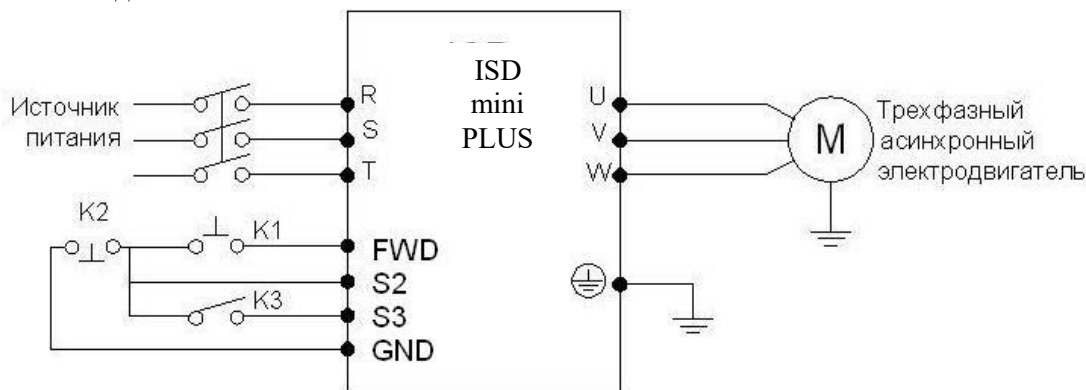 ISD
mini
PLUS
Источник
питания
R
S
T
U
V
W
M
Трехфазный
асинхронный
электродвигатель
K2
K1
FWD
S2
K3
S3
GND